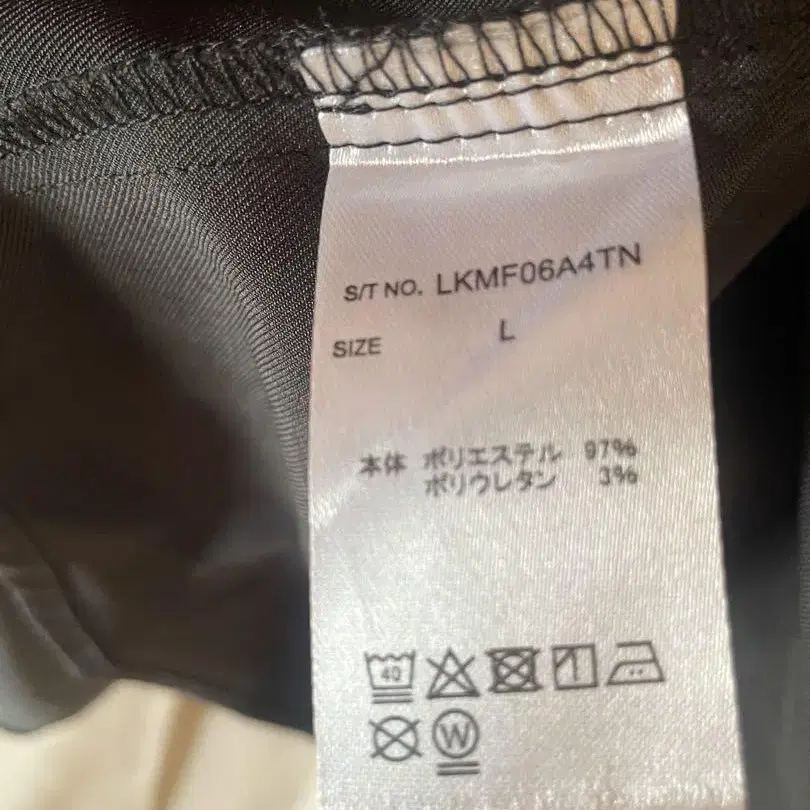 S/T NO. LKMF06A4TN
SIZE L
本体 ポリエステル 97%
ポリウレタン 3%
40
W